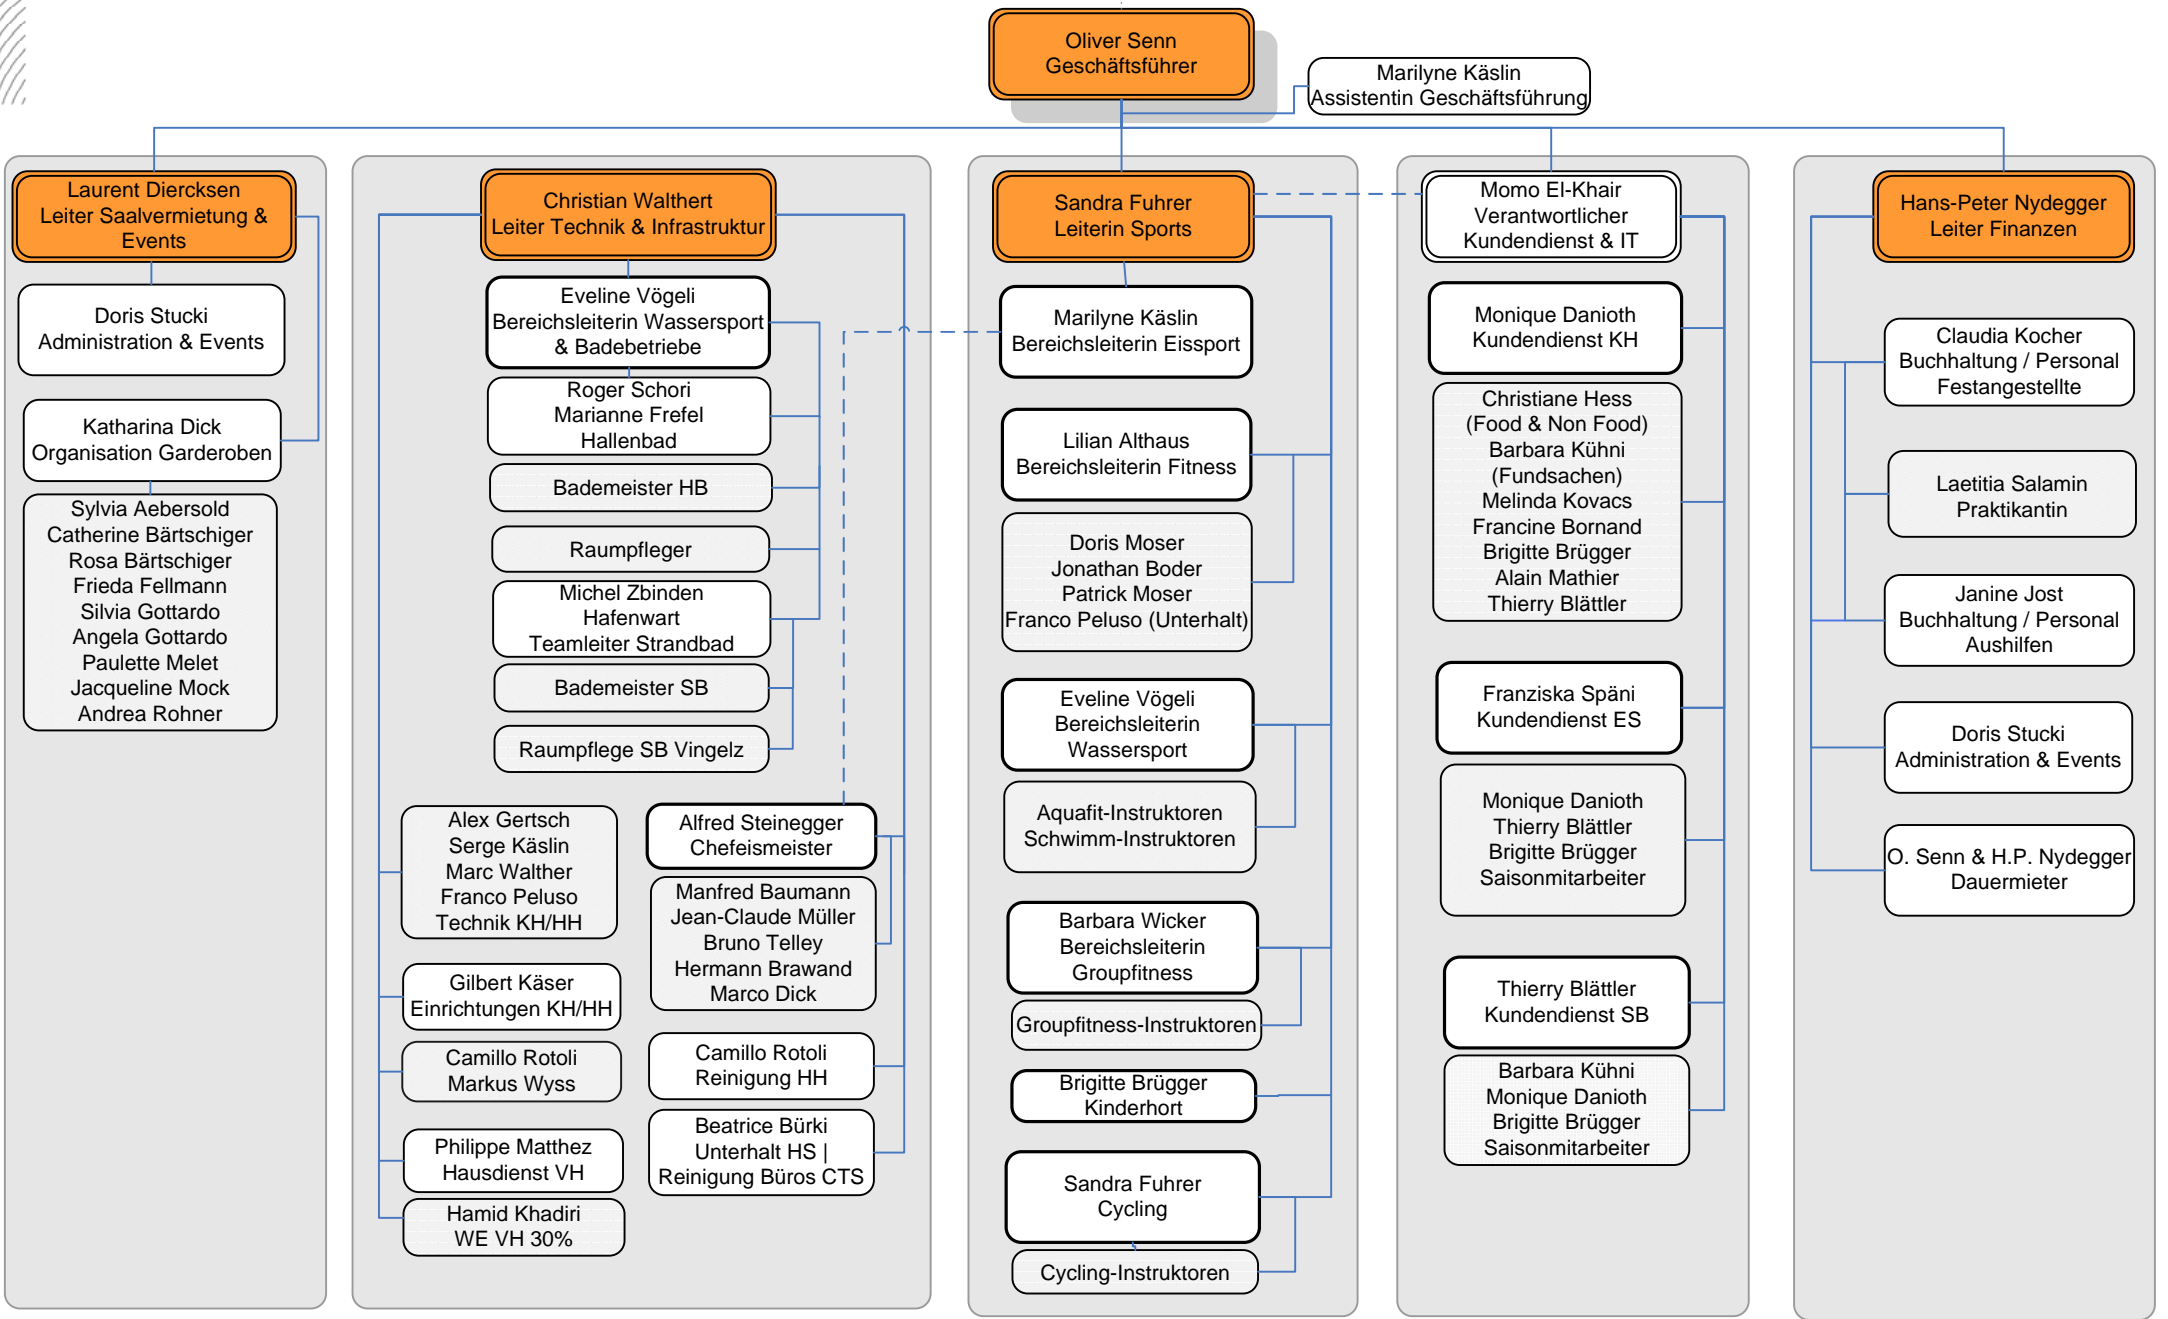 Oliver Senn
Geschäftsführer
Marilyne Käslin
Assistentin Geschäftsführung
Laurent Diercksen
Leiter Saalvermietung &
Events
Doris Stucki
Administration & Events
Katharina Dick
Organisation Garderoben
Sylvia Aebersold
Catherine Bärtschiger
Rosa Bärtschiger
Frieda Fellmann
Silvia Gottardo
Angela Gottardo
Paulette Melet
Jacqueline Mock
Andrea Rohner
Christian Walthert
Leiter Technik & Infrastruktur
Eveline Vögeli
Bereichsleiterin Wassersport
& Badebetriebe
Roger Schori
Marianne Frefel
Hallenbad
Bademeister HB
Raumpfleger
Michel Zbinden
Hafenwart
Teamleiter Strandbad
Bademeister SB
Raumpflege SB Vingelz
Alex Gertsch
Serge Käslin
Marc Walther
Franco Peluso
Technik KH/HH
Gilbert Käser
Einrichtungen KH/HH
Camillo Rotoli
Markus Wyss
Philippe Matthez
Hausdienst VH
Hamid Khadiri
WE VH 30%
Alfred Steinegger
Chefeismeister
Manfred Baumann
Jean-Claude Müller
Bruno Telley
Hermann Brawand
Marco Dick
Camillo Rotoli
Reinigung HH
Beatrice Bürki
Unterhalt HS |
Reinigung Büros CTS
Sandra Fuhrer
Leiterin Sports
Marilyne Käslin
Bereichsleiterin Eissport
Lilian Althaus
Bereichsleiterin Fitness
Doris Moser
Jonathan Boder
Patrick Moser
Franco Peluso (Unterhalt)
Eveline Vögeli
Bereichsleiterin
Wassersport
Aquafit-Instruktoren
Schwimm-Instruktoren
Barbara Wicker
Bereichsleiterin
Groupfitness
Groupfitness-Instruktoren
Brigitte Brügger
Kinderhort
Sandra Fuhrer
Cycling
Cycling-Instruktoren
Momo El-Khair
Verantwortlicher
Kundendienst & IT
Monique Danioth
Kundendienst KH
Christiane Hess
(Food & Non Food)
Barbara Kühni
(Fundsachen)
Melinda Kovacs
Francine Bornand
Brigitte Brügger
Alain Mathier
Thierry Blättler
Franziska Späni
Kundendienst ES
Monique Danioth
Thierry Blättler
Brigitte Brügger
Saisonmitarbeiter
Thierry Blättler
Kundendienst SB
Barbara Kühni
Monique Danioth
Brigitte Brügger
Saisonmitarbeiter
Hans-Peter Nydegger
Leiter Finanzen
Claudia Kocher
Buchhaltung / Personal
Festangestellte
Laetitia Salamin
Praktikantin
Janine Jost
Buchhaltung / Personal
Aushilfen
Doris Stucki
Administration & Events
O. Senn & H.P. Nydegger
Dauermieter